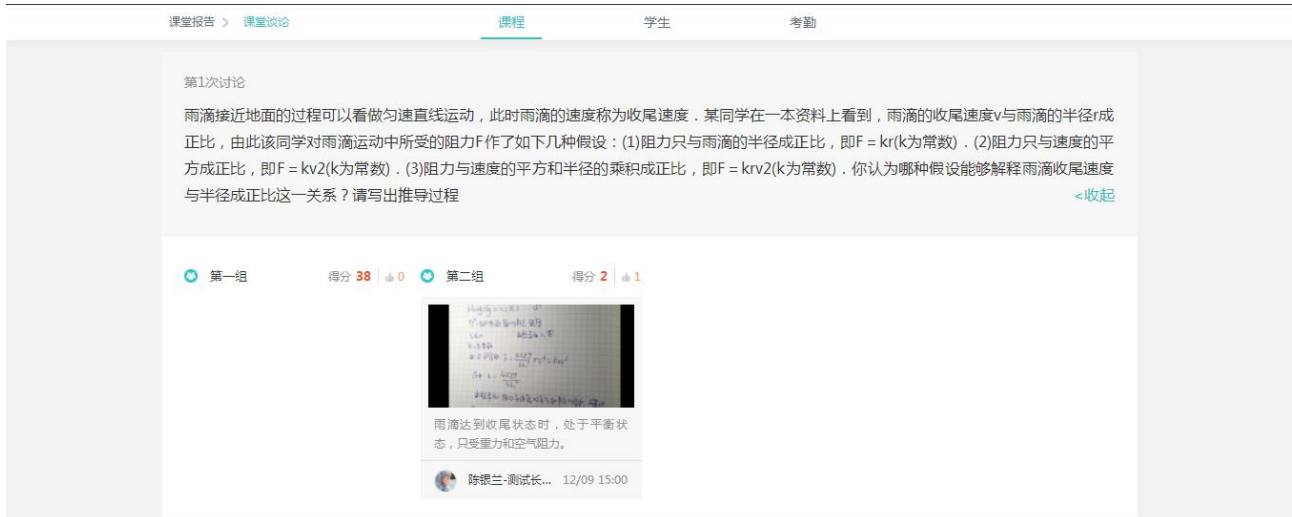 课堂报告 > 课堂谈论 课程 学生 考勤
第1次讨论
雨滴接近地面的过程可以看做匀速直线运动，此时雨滴的速度称为收尾速度．某同学在一本资料上看到，雨滴的收尾速度v与雨滴的半径r成
正比，由此该同学对雨滴运动中所受的阻力F作了如下几种假设：(1)阻力只与雨滴的半径成正比，即F = kr(k为常数)．(2)阻力只与速度的平
方成正比，即F = kv2(k为常数)．(3)阻力与速度的平方和半径的乘积成正比，即F = krv2(k为常数)．你认为哪种假设能够解释雨滴收尾速度
与半径成正比这一关系？请写出推导过程 <收起
第一组 得分 38 0 第二组 得分 2 1
雨滴达到收尾状态时，处于平衡状
态，只受重力和空气阻力。
陈银兰-测试长... 12/09 15:00